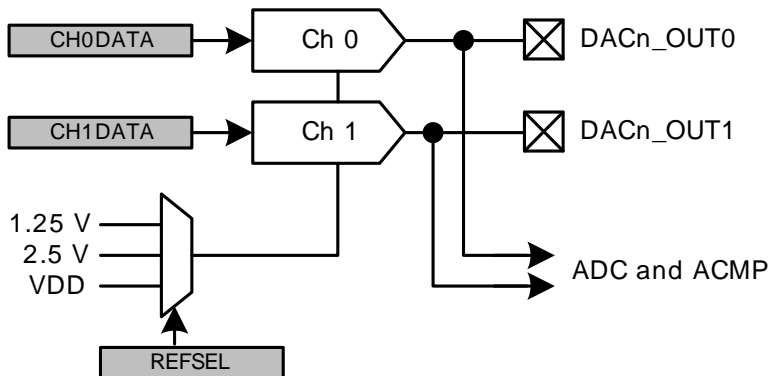 CH0DATA
Ch 0
DACn_OUT0
CH1DATA
Ch 1
DACn_OUT1
1.25 V
2.5 V
VDD
ADC and ACMP
REFSEL